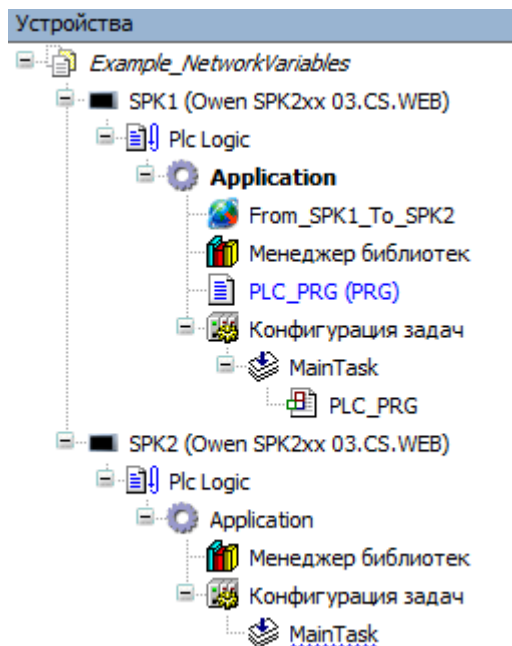 Устройства
Example_NetworkVariables
SPK1 (Owen SPK2xx 03.CS.WEB)
Plc Logic
Application
From_SPK1_To_SPK2
Менеджер библиотек
PLC_PRG (PRG)
Конфигурация задач
MainTask
PLC_PRG
SPK2 (Owen SPK2xx 03.CS.WEB)
Plc Logic
Application
Менеджер библиотек
Конфигурация задач
MainTask